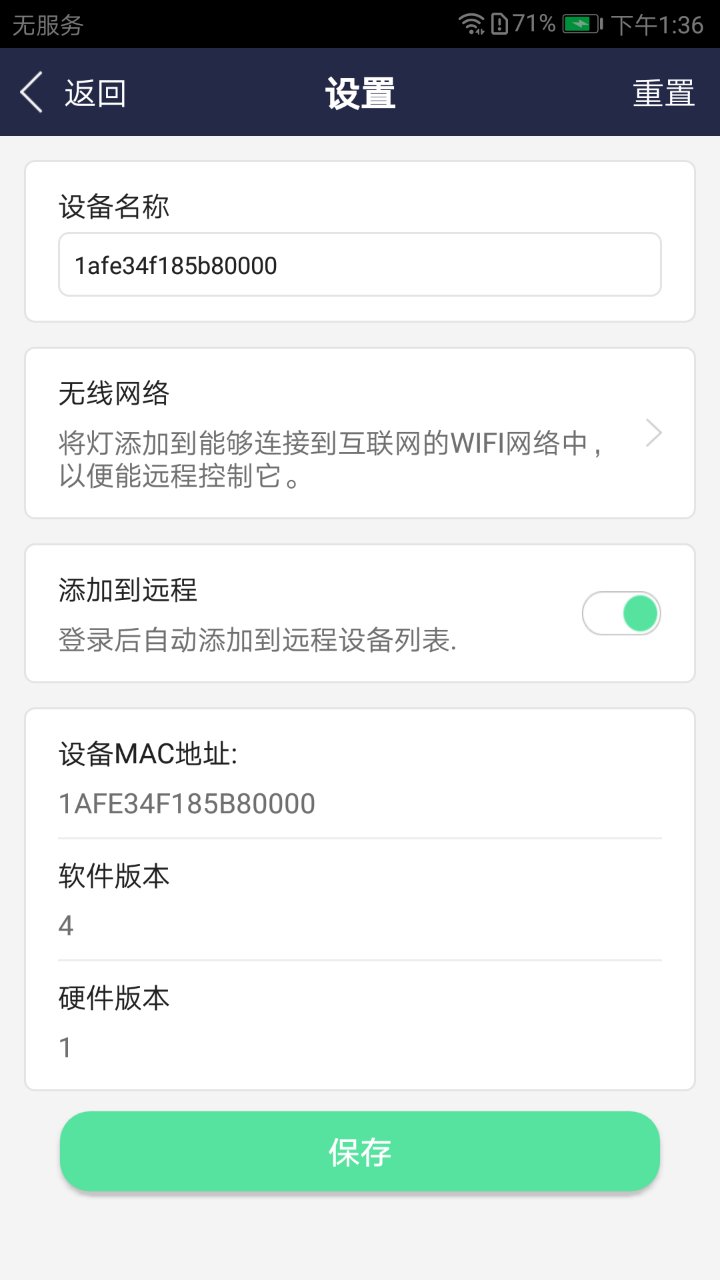 无服务 71% 下午1:36
返回 设置 重置
设备名称
1afe34f185b80000
无线网络
将灯添加到能够连接到互联网的WIFI网络中，
以便能远程控制它。
添加到远程
登录后自动添加到远程设备列表.
设备MAC地址:
1AFE34F185B80000
软件版本
4
硬件版本
1
保存